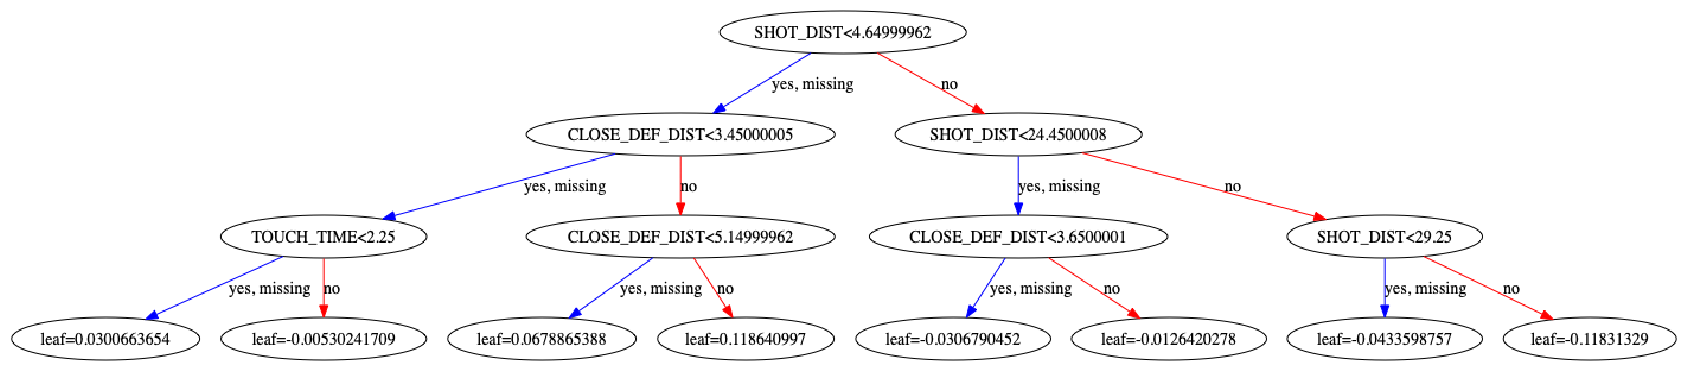 SHOT_DIST<4.64999962
yes, missing
no
CLOSE_DEF_DIST<3.45000005
SHOT_DIST<24.4500008
yes, missing
no
yes, missing
no
TOUCH_TIME<2.25
CLOSE_DEF_DIST<5.14999962
CLOSE_DEF_DIST<3.6500001
SHOT_DIST<29.25
yes, missing
no
yes, missing
no
yes, missing
no
yes, missing
no
leaf=0.0300663654
leaf=-0.00530241709
leaf=0.0678865388
leaf=0.118640997
leaf=-0.0306790452
leaf=-0.0126420278
leaf=-0.0433598757
leaf=-0.11831329